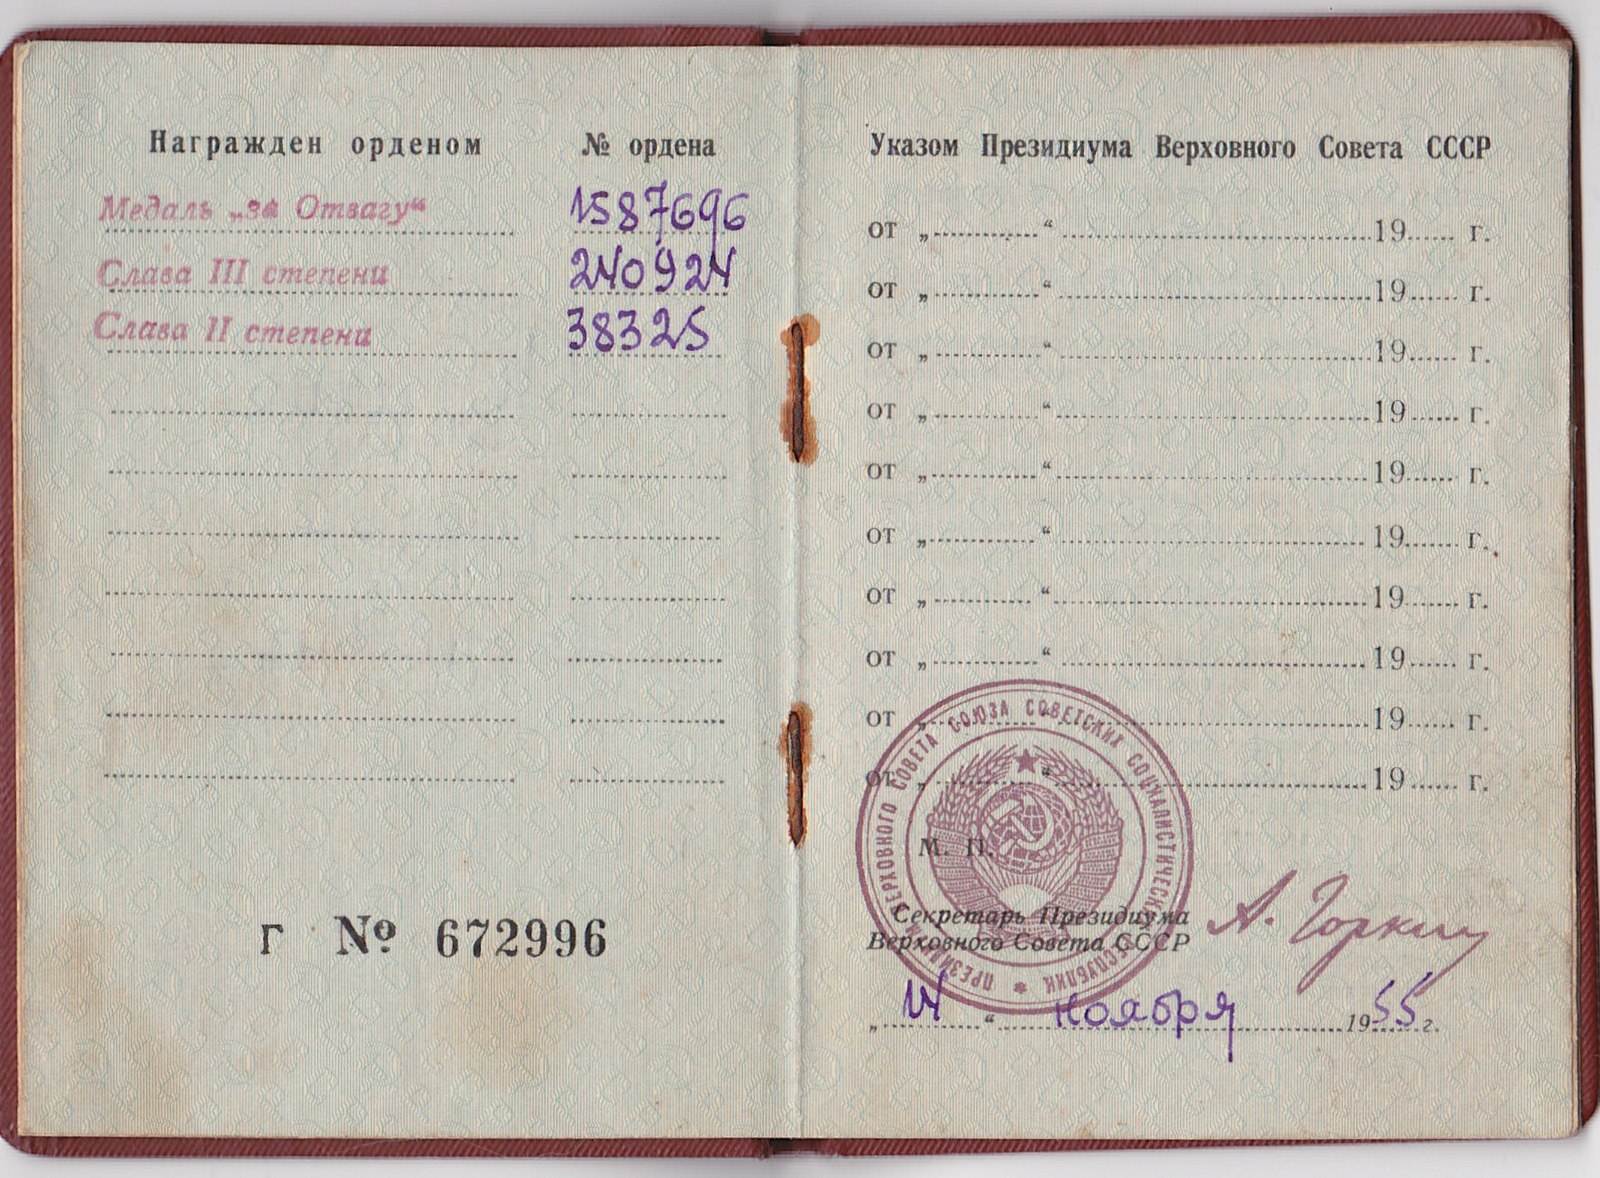 Награжден орденом № ордена
Медаль „за Отвагу“ 1587696
Слава III степени 240924
Слава II степени 38325
Г № 672996
Указом Президиума Верховного Совета СССР
от „ “ 19 г.
от „ “ 19 г.
от „ “ 19 г.
от „ “ 19 г.
от „ “ 19 г.
от „ “ 19 г.
от „ “ 19 г.
от „ “ 19 г.
от „ “ 19 г.
от „ “ 19 г.
ПРЕЗИДИУМ ВЕРХОВНОГО СОВЕТА СОЮЗА СОВЕТСКИХ СОЦИАЛИСТИЧЕСКИХ РЕСПУБЛИК *
М. П.
Секретарь Президиума
Верховного Совета СССР А. Горкин
„14“ ноября 1955 г.